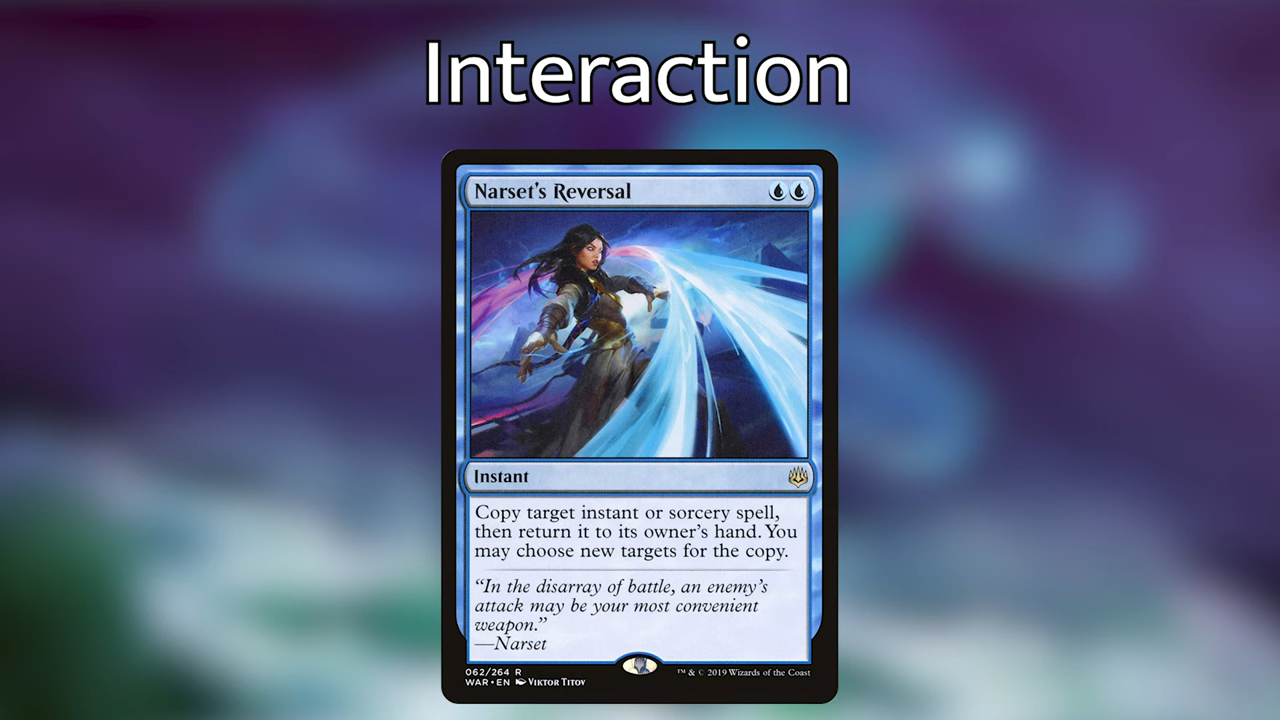 Interaction
Narset's Reversal
Instant
Copy target instant or sorcery spell,
then return it to its owner's hand. You
may choose new targets for the copy.
"In the disarray of battle, an enemy's
attack may be your most convenient
weapon."
—Narset
062/264 R
WAR • EN Viktor Titov
™ & © 2019 Wizards of the Coast